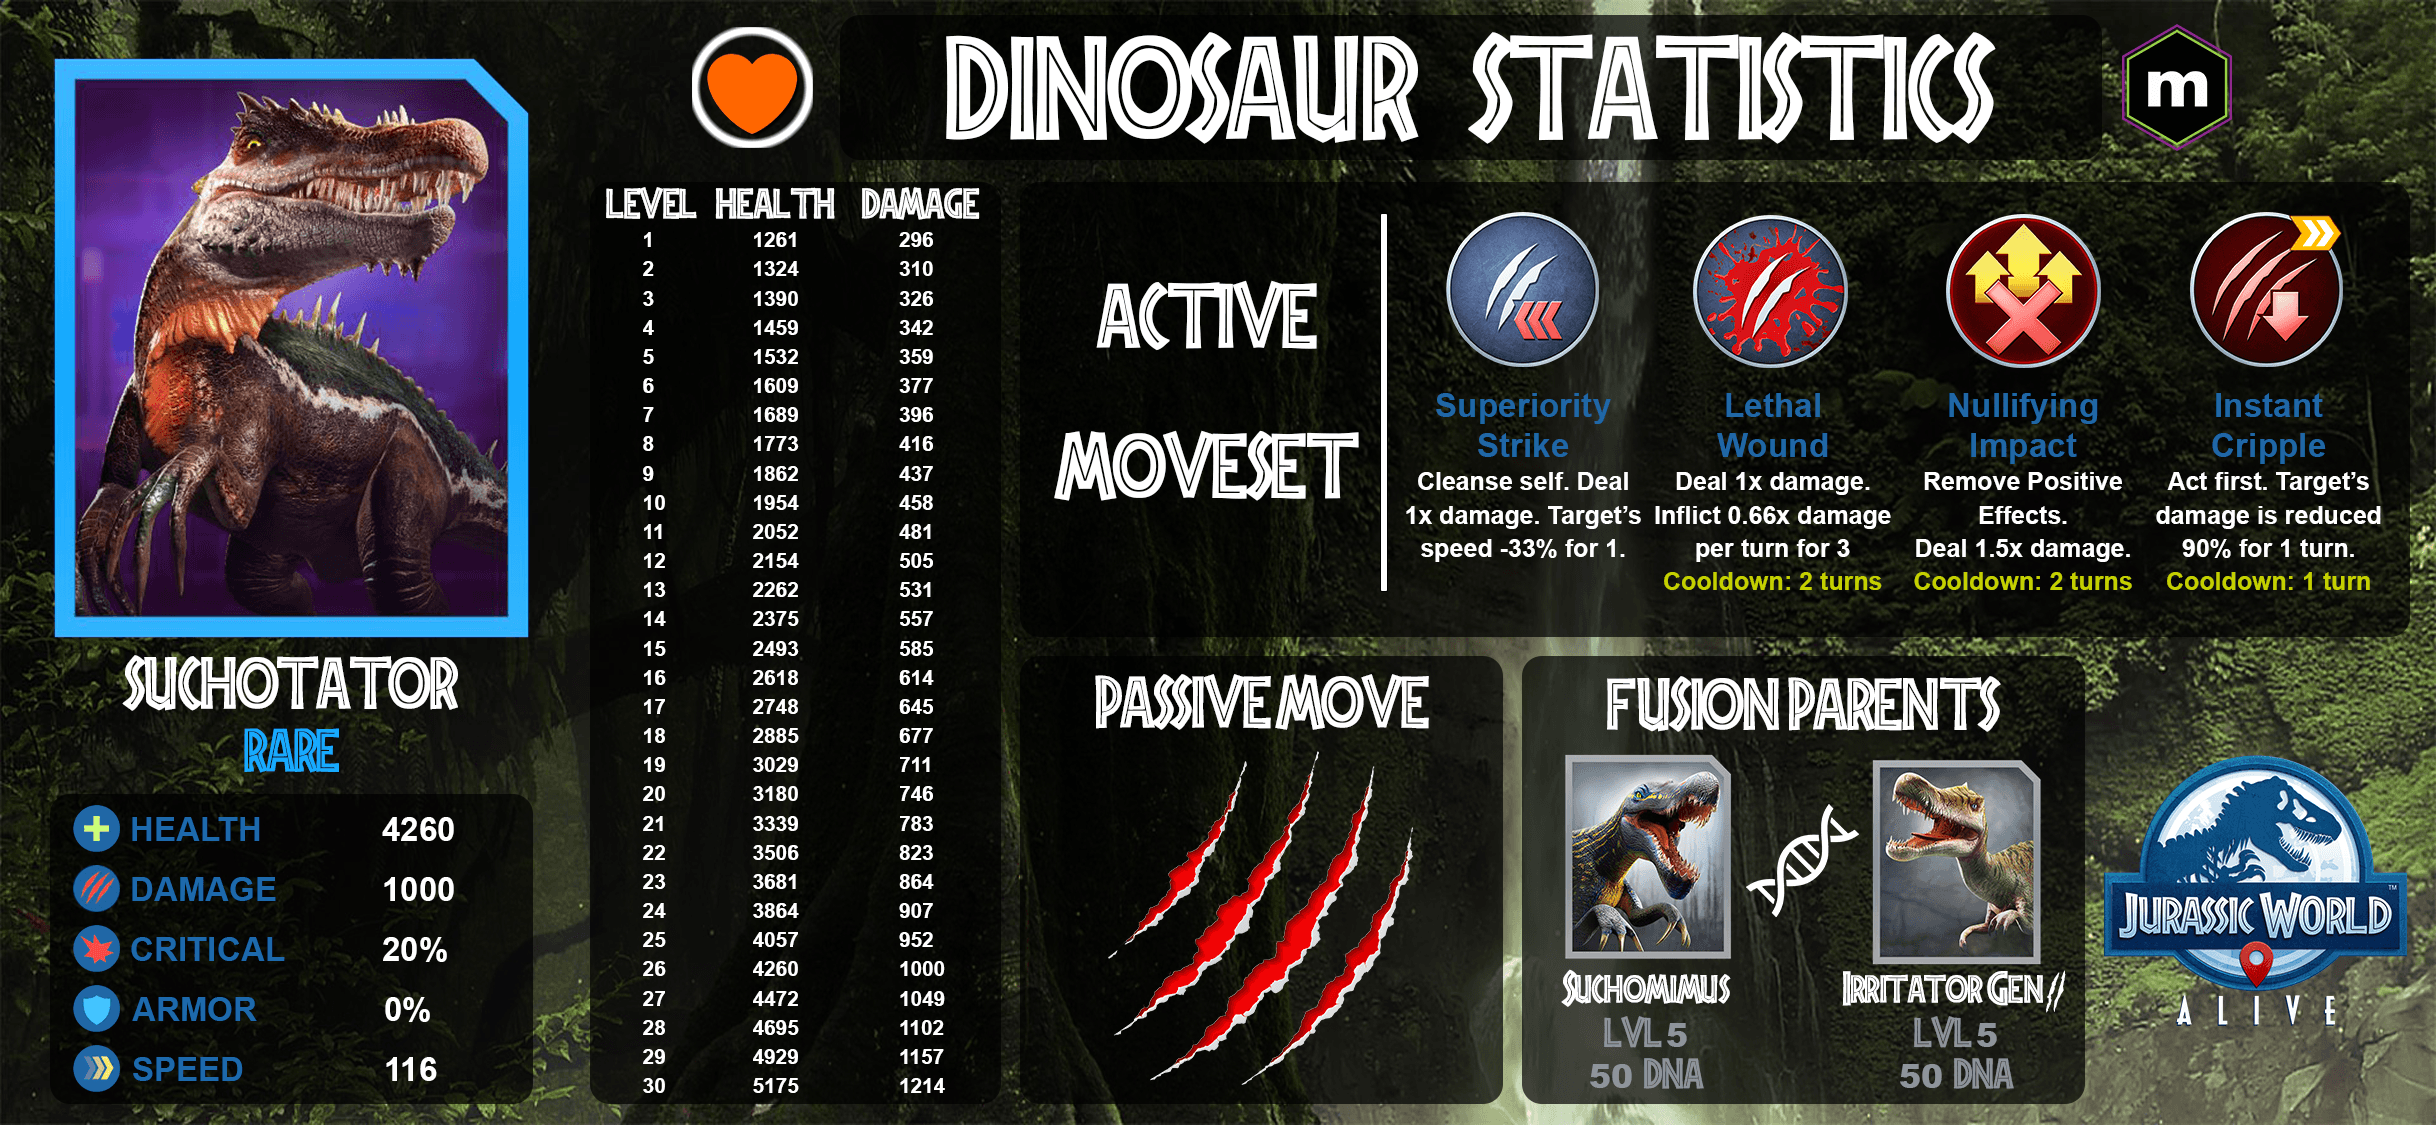 DINOSAUR STATISTICS
m
SUCHOTATOR
RARE
HEALTH 4260
DAMAGE 1000
CRITICAL 20%
ARMOR 0%
SPEED 116
LEVEL HEALTH DAMAGE
1 1261 296
2 1324 310
3 1390 326
4 1459 342
5 1532 359
6 1609 377
7 1689 396
8 1773 416
9 1862 437
10 1954 458
11 2052 481
12 2154 505
13 2262 531
14 2375 557
15 2493 585
16 2618 614
17 2748 645
18 2885 677
19 3029 711
20 3180 746
21 3339 783
22 3506 823
23 3681 864
24 3864 907
25 4057 952
26 4260 1000
27 4472 1049
28 4695 1102
29 4929 1157
30 5175 1214
ACTIVE
MOVESET
Superiority
Strike
Cleanse self. Deal
1x damage. Target's
speed -33% for 1.
Lethal
Wound
Deal 1x damage.
Inflict 0.66x damage
per turn for 3
Cooldown: 2 turns
Nullifying
Impact
Remove Positive
Effects.
Deal 1.5x damage.
Cooldown: 2 turns
Instant
Cripple
Act first. Target's
damage is reduced
90% for 1 turn.
Cooldown: 1 turn
PASSIVE MOVE
FUSION PARENTS
SUCHOMIMUS
LVL 5
50 DNA
IRRITATOR GEN II
LVL 5
50 DNA
JURASSIC WORLD™
ALIVE